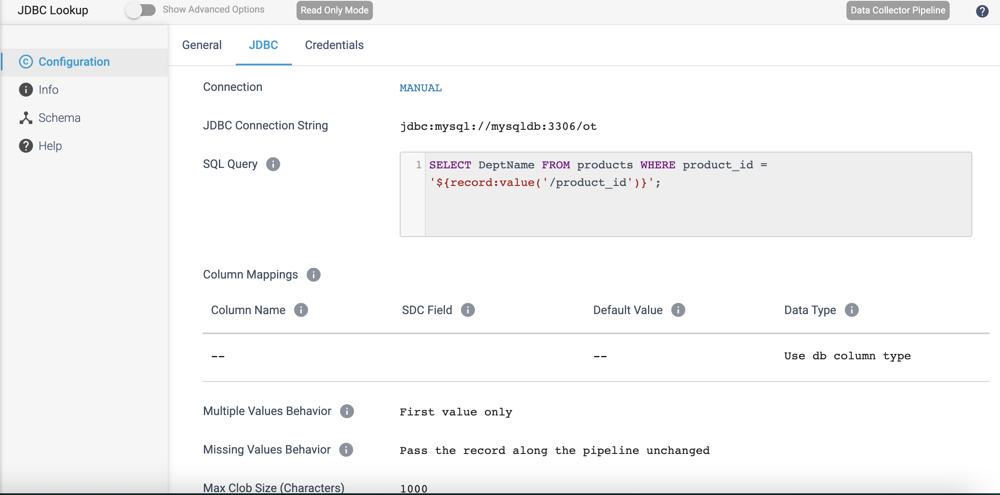 JDBC Lookup
Show Advanced Options
Read Only Mode
Data Collector Pipeline
?
C Configuration
i Info
Schema
? Help
General
JDBC
Credentials
Connection
MANUAL
JDBC Connection String
jdbc:mysql://mysqldb:3306/ot
SQL Query i
1 SELECT DeptName FROM products WHERE product_id =
'${record:value('/product_id')}';
Column Mappings i
Column Name i
SDC Field i
Default Value i
Data Type i
--
--
Use db column type
Multiple Values Behavior i
First value only
Missing Values Behavior i
Pass the record along the pipeline unchanged
Max Clob Size (Characters)
1000